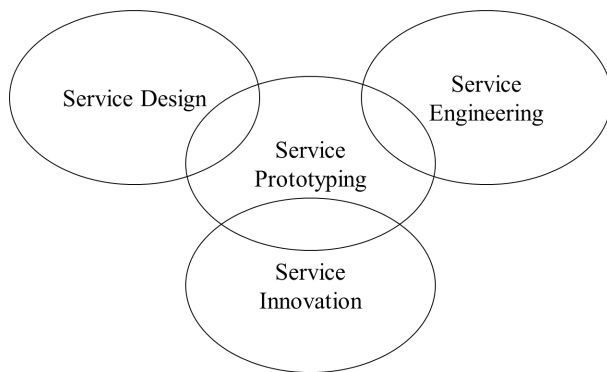 Service Design
Service
Engineering
Service
Prototyping
Service
Innovation